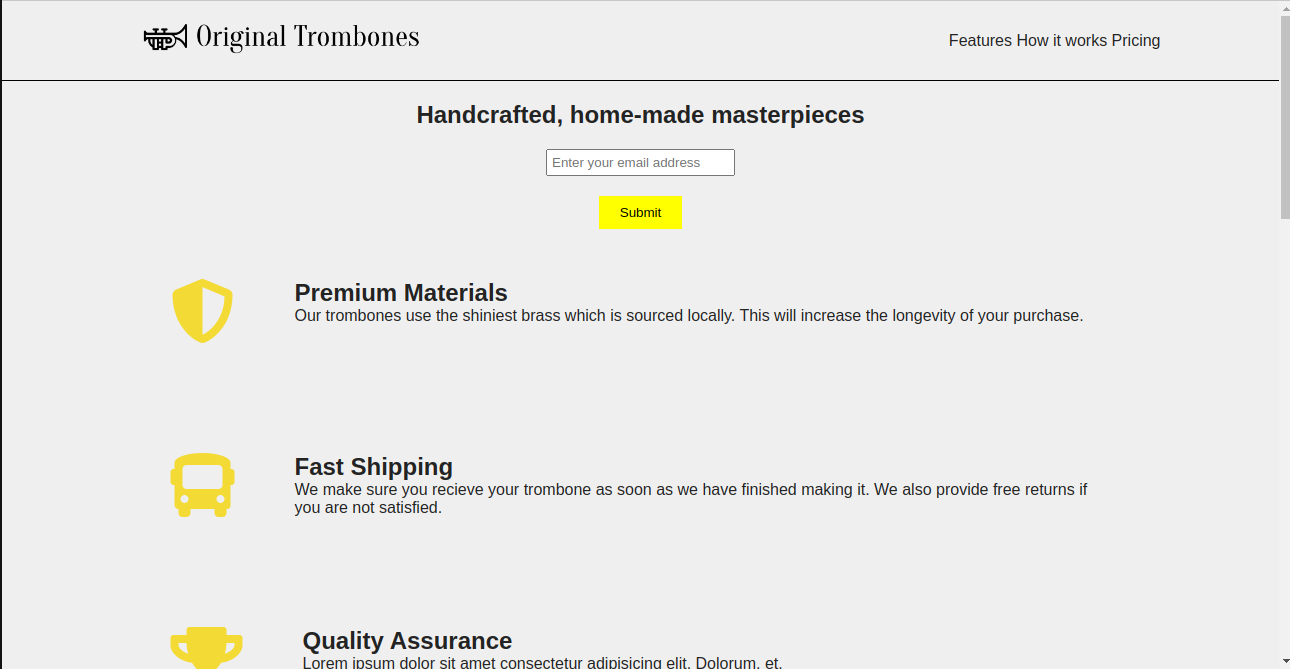 Original Trombones
Features How it works Pricing
Handcrafted, home-made masterpieces
Enter your email address
Submit
Premium Materials
Our trombones use the shiniest brass which is sourced locally. This will increase the longevity of your purchase.
Fast Shipping
We make sure you recieve your trombone as soon as we have finished making it. We also provide free returns if
you are not satisfied.
Quality Assurance
Lorem ipsum dolor sit amet consectetur adipisicing elit. Dolorum, et.